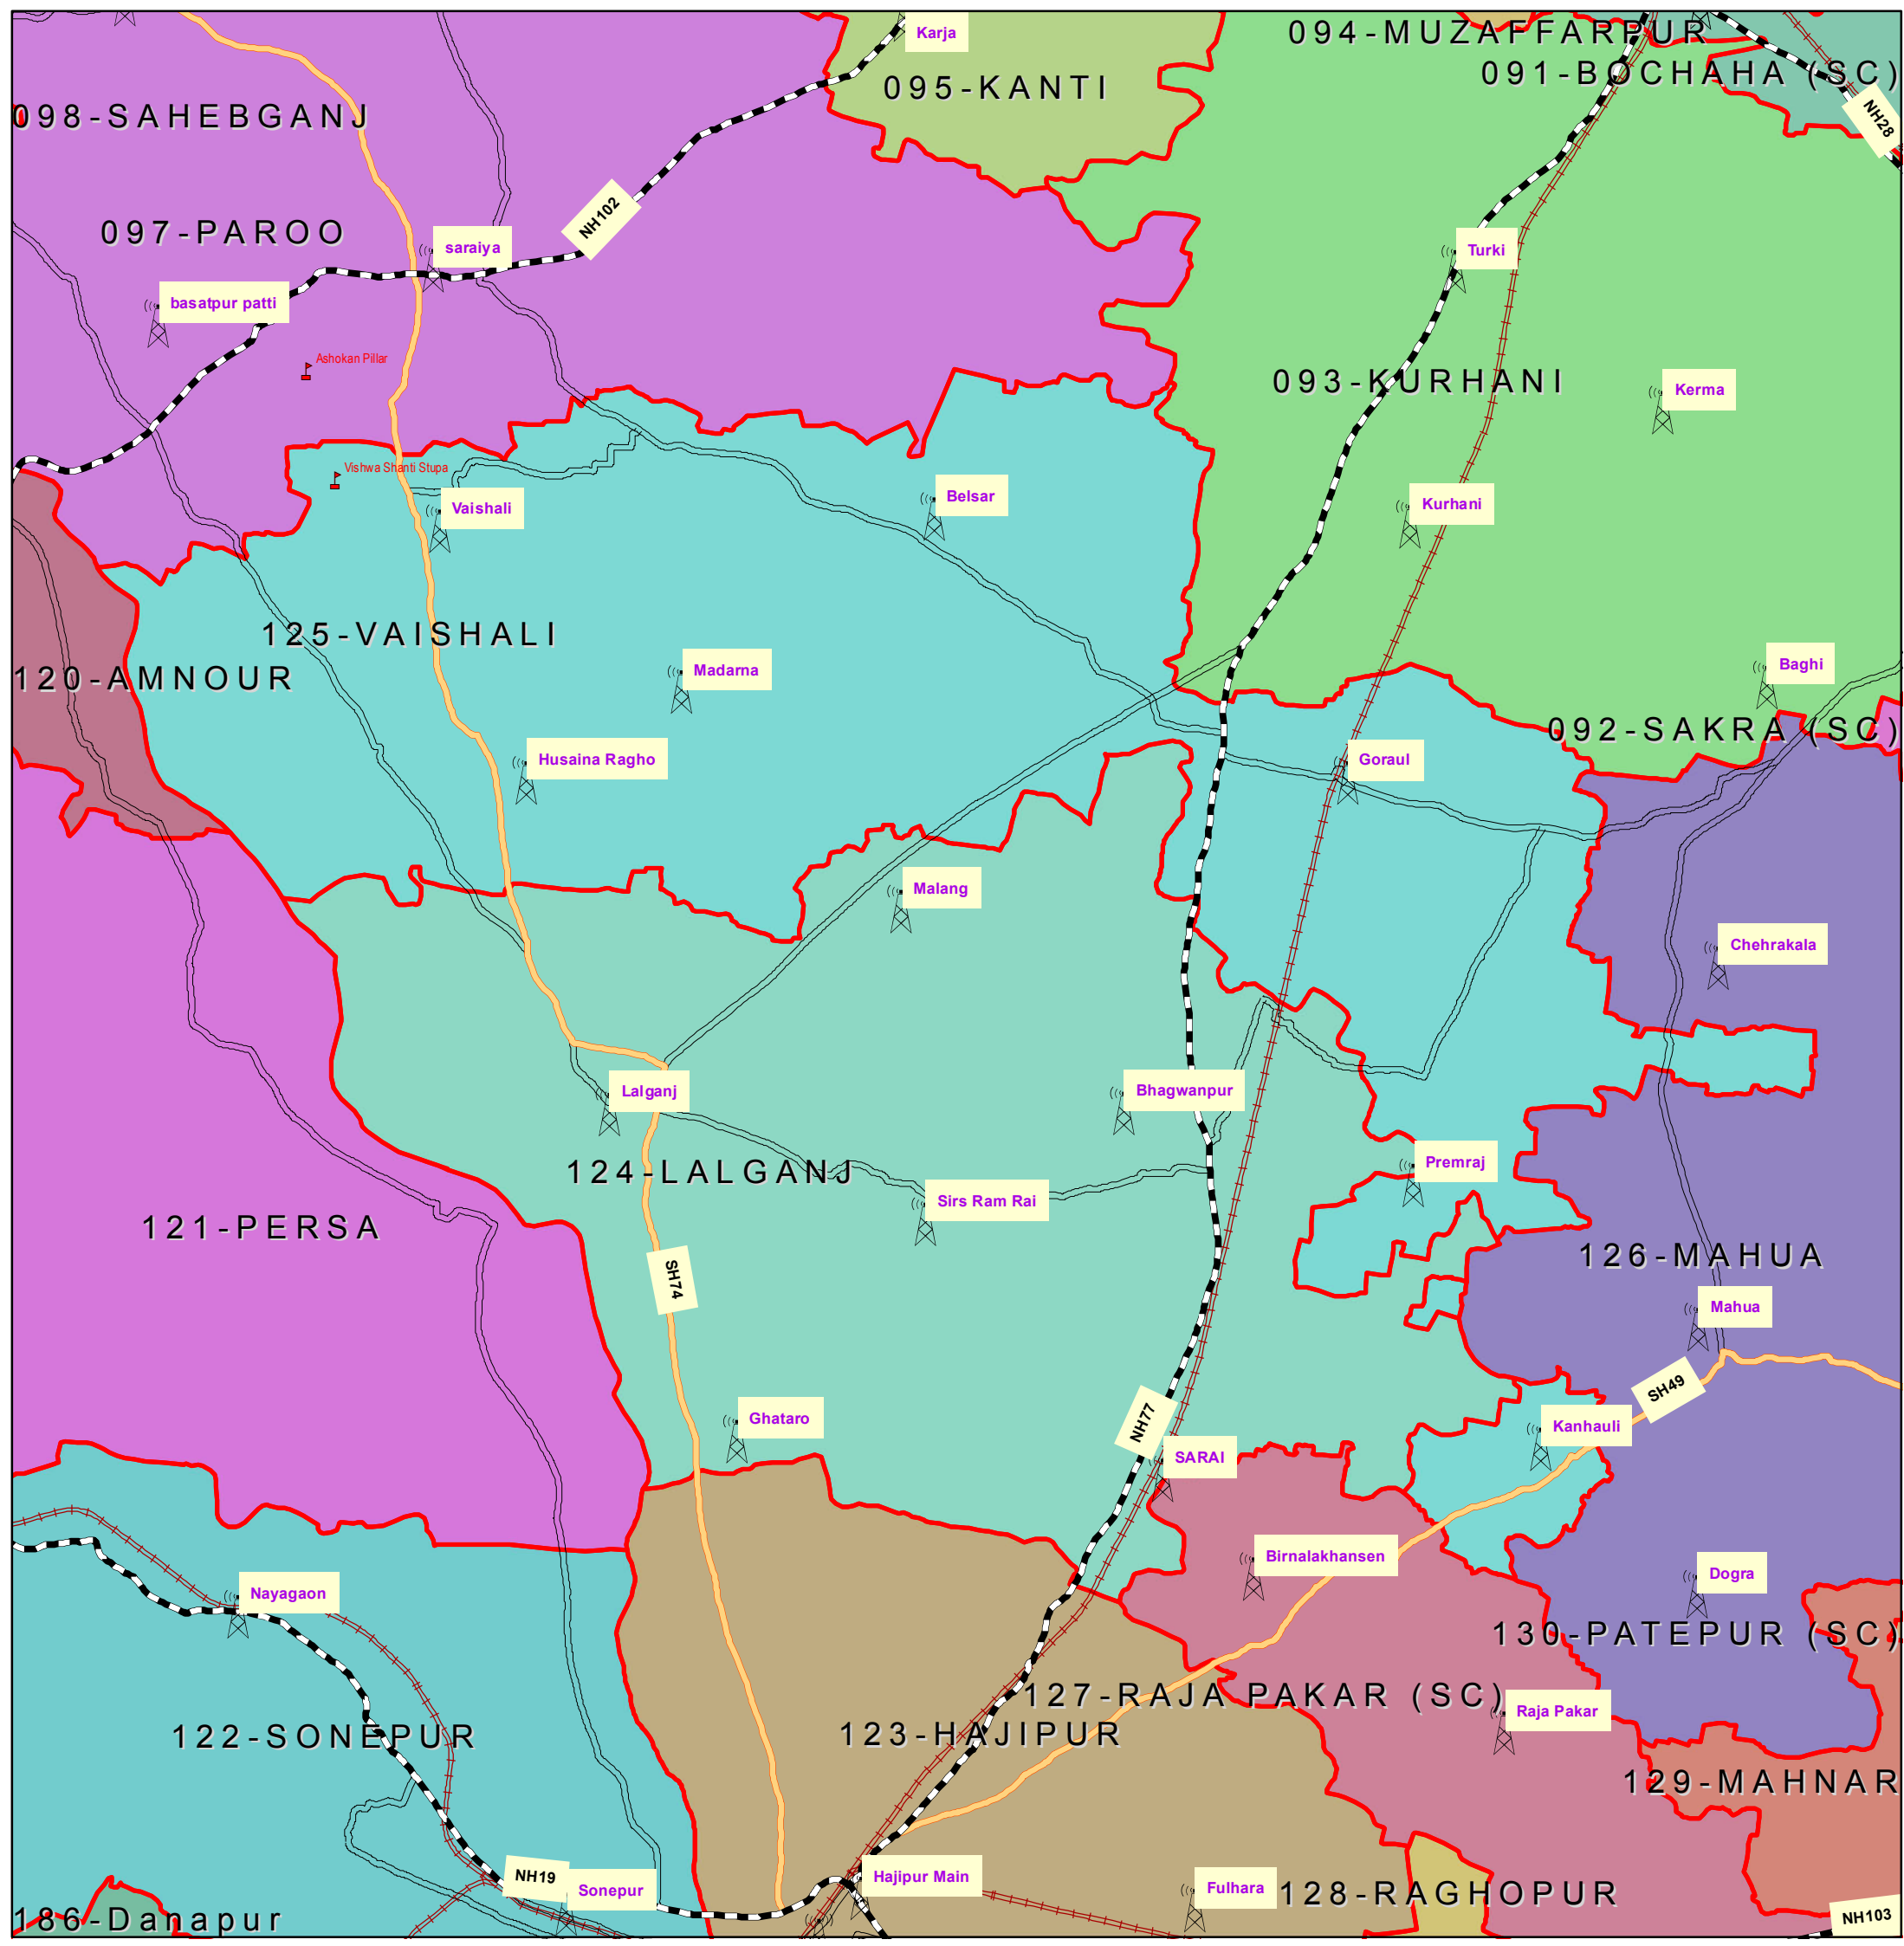 Karja
094-MUZAFFARPUR
091-BOCHAHA (SC)
095-KANTI
098-SAHEBGANJ
NH28
097-PAROO
NH102
saraiya
Turki
basatpur patti
Ashokan Pillar
093-KURHANI
Kerma
Vishwa Shanti Stupa
Vaishali
Belsar
Kurhani
125-VAISHALI
120-AMNOUR
Madarna
Baghi
092-SAKRA (SC)
Husaina Ragho
Goraul
Malang
Chehrakala
Lalganj
Bhagwanpur
124-LALGANJ
Premraj
Sirs Ram Rai
121-PERSA
126-MAHUA
SH74
Mahua
SH49
Ghataro
NH77
Kanhauli
SARAI
Birnalakhansen
Dogra
Nayagaon
130-PATEPUR (SC)
127-RAJA PAKAR (SC)
Raja Pakar
122-SONEPUR
123-HAJIPUR
129-MAHNAR
NH19
Sonepur
Hajipur Main
Fulhara
128-RAGHOPUR
186-Danapur
NH103